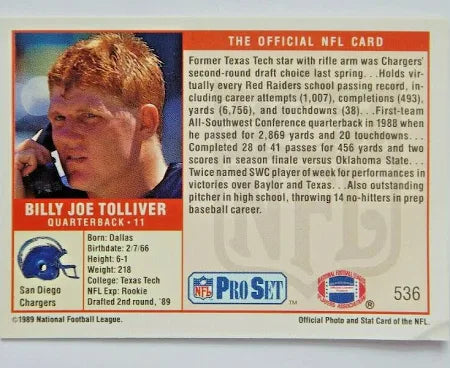 THE OFFICIAL NFL CARD
Former Texas Tech star with rifle arm was Chargers'
second-round draft choice last spring. . .Holds vir-
tually every Red Raiders school passing record, in-
cluding career attempts (1,007), completions (493),
yards (6,756), and touchdowns (38). . .First-team
All-Southwest Conference quarterback in 1988 when
he passed for 2,869 yards and 20 touchdowns. . .
Completed 28 of 41 passes for 456 yards and two
scores in season finale versus Oklahoma State. . .
Twice named SWC player of week for performances in
victories over Baylor and Texas. . .Also outstanding
pitcher in high school, throwing 14 no-hitters in prep
baseball career.
BILLY JOE TOLLIVER
QUARTERBACK • 11
San Diego
Chargers
Born: Dallas
Birthdate: 2/7/66
Height: 6-1
Weight: 218
College: Texas Tech
NFL Exp: Rookie
Drafted 2nd round, '89
NFL
NFL PRO SET ™
®
536
©1989 National Football League.
Official Photo and Stat Card of the NFL.